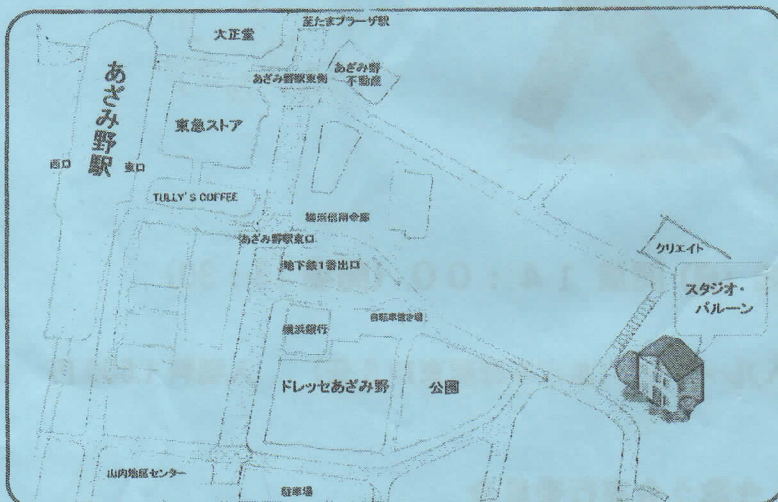 至たまプラーザ駅
大正堂
あざみ野駅
あざみ野駅東側
あざみ野
不動産
東急ストア
西口
東口
TULLY'S COFFEE
横浜信用金庫
あざみ野駅東口
地下鉄1番出口
クリエイト
スタジオ・
バルーン
横浜銀行
自転車置き場
ドレッセあざみ野
公園
山内地区センター
駐車場